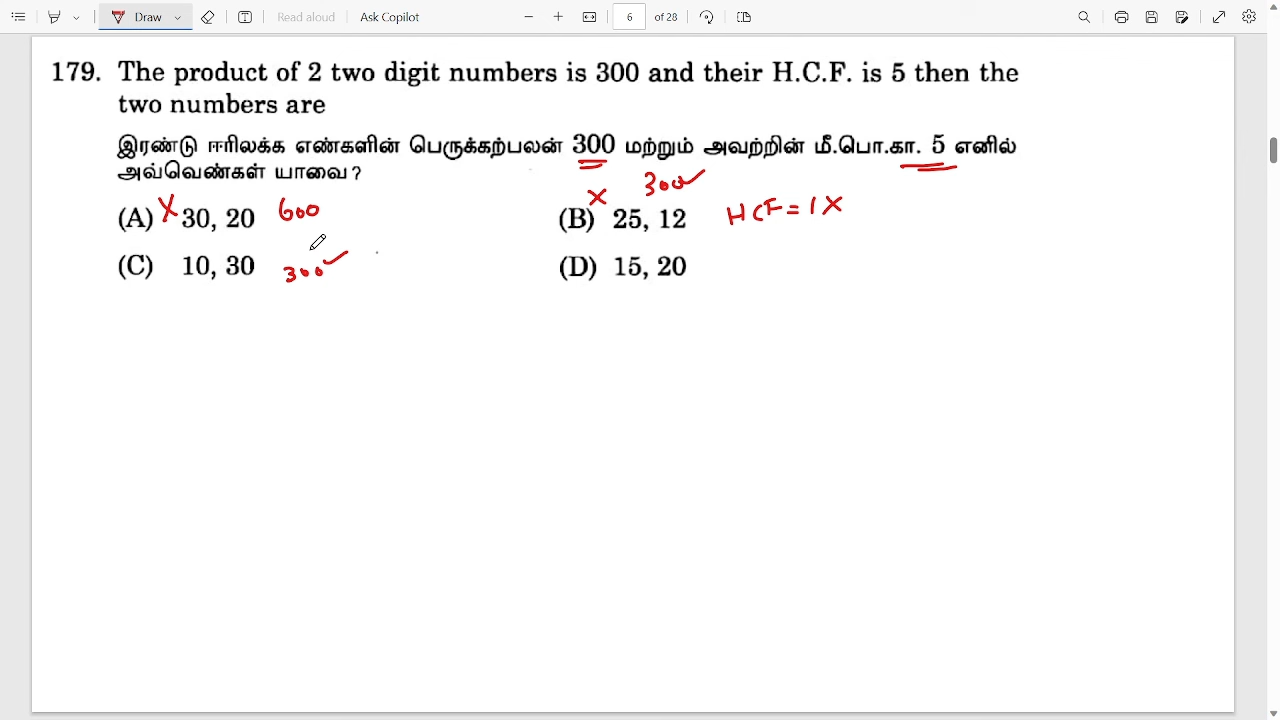 Draw
Read aloud
Ask Copilot
6 of 28
179. The product of 2 two digit numbers is 300 and their H.C.F. is 5 then the
two numbers are
இரண்டு ஈரிலக்க எண்களின் பெருக்கற்பலன் 300 மற்றும் அவற்றின் மீ.பொ.கா. 5 எனில்
அவ்வெண்கள் யாவை?
(A) X 30, 20 600
X 300✓
(B) 25, 12 HCF = 1 X
(C) 10, 30 300✓
(D) 15, 20